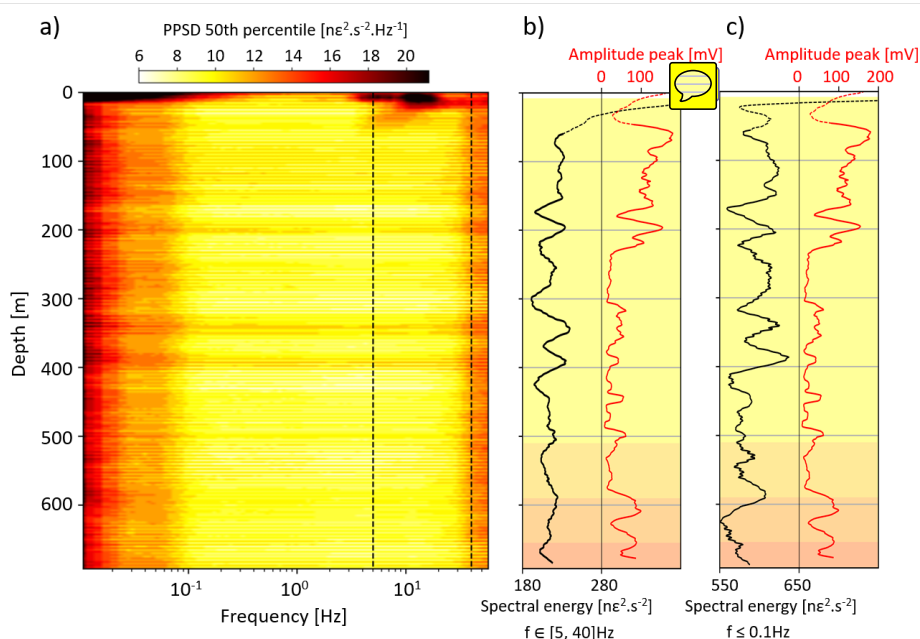 a)
PPSD 50th percentile [nε².s⁻².Hz⁻¹]
6 8 10 12 14 16 18 20
0
100
200
300
400
500
600
Depth [m]
10⁻¹ 10⁰ 10¹
Frequency [Hz]
b)
Amplitude peak [mV]
0 100
180 280
Spectral energy [nε².s⁻²]
f ∈ [5, 40]Hz
c)
Amplitude peak [mV]
0 100 200
550 650
Spectral energy [nε².s⁻²]
f ≤ 0.1Hz